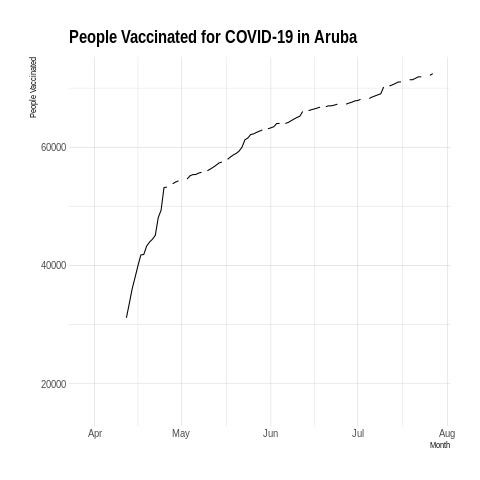 People Vaccinated for COVID-19 in Aruba
People Vaccinated
60000
40000
20000
Apr May Jun Jul Aug
Month